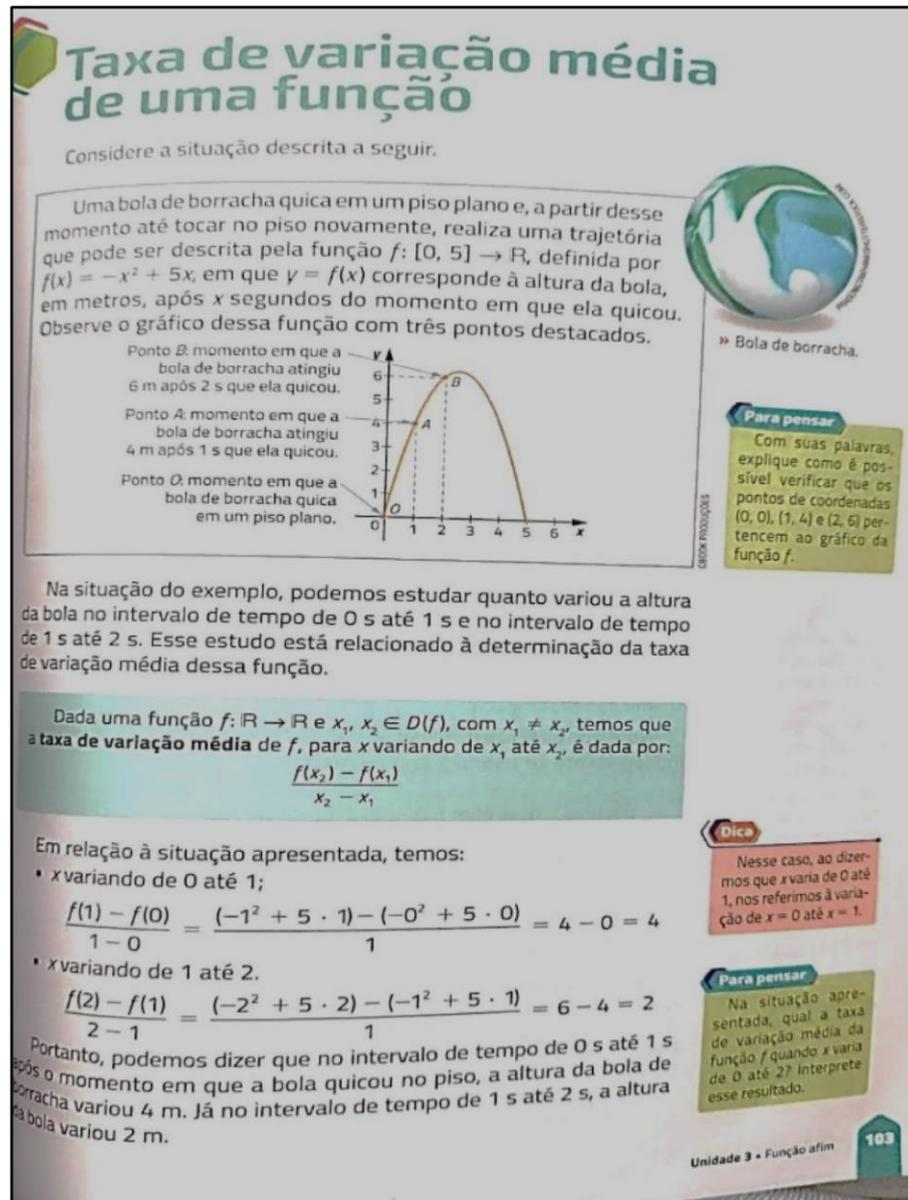 Taxa de variação média
de uma função
Considere a situação descrita a seguir.
Uma bola de borracha quica em um piso plano e, a partir desse
momento até tocar no piso novamente, realiza uma trajetória
que pode ser descrita pela função f: [0, 5] → ℝ, definida por
f(x) = −x² + 5x, em que y = f(x) corresponde à altura da bola,
em metros, após x segundos do momento em que ela quicou.
Observe o gráfico dessa função com três pontos destacados.
Ponto B: momento em que a
bola de borracha atingiu
6 m após 2 s que ela quicou.
Ponto A: momento em que a
bola de borracha atingiu
4 m após 1 s que ela quicou.
Ponto O: momento em que a
bola de borracha quica
em um piso plano.
y
6
5
4
3
2
1
B
A
O
0 1 2 3 4 5 6 x
CBOOK PRODUÇÕES
» Bola de borracha.
Para pensar
Com suas palavras,
explique como é pos-
sível verificar que os
pontos de coordenadas
(0, 0), (1, 4) e (2, 6) per-
tencem ao gráfico da
função f.
Na situação do exemplo, podemos estudar quanto variou a altura
da bola no intervalo de tempo de 0 s até 1 s e no intervalo de tempo
de 1 s até 2 s. Esse estudo está relacionado à determinação da taxa
de variação média dessa função.
Dada uma função f: ℝ → ℝ e x₁, x₂ ∈ D(f), com x₁ ≠ x₂, temos que
a taxa de variação média de f, para x variando de x₁ até x₂, é dada por:
f(x₂) − f(x₁)
x₂ − x₁
Em relação à situação apresentada, temos:
• x variando de 0 até 1;
f(1) − f(0) = (−1² + 5 · 1) − (−0² + 5 · 0) = 4 − 0 = 4
1 − 0 1
• x variando de 1 até 2.
f(2) − f(1) = (−2² + 5 · 2) − (−1² + 5 · 1) = 6 − 4 = 2
2 − 1 1
Portanto, podemos dizer que no intervalo de tempo de 0 s até 1 s
após o momento em que a bola quicou no piso, a altura da bola de
borracha variou 4 m. Já no intervalo de tempo de 1 s até 2 s, a altura
da bola variou 2 m.
Dica
Nesse caso, ao dizer-
mos que x varia de 0 até
1, nos referimos à varia-
ção de x = 0 até x = 1.
Para pensar
Na situação apre-
sentada, qual a taxa
de variação média da
função f quando x varia
de 0 até 2? Interprete
esse resultado.
Unidade 3 • Função afim
103